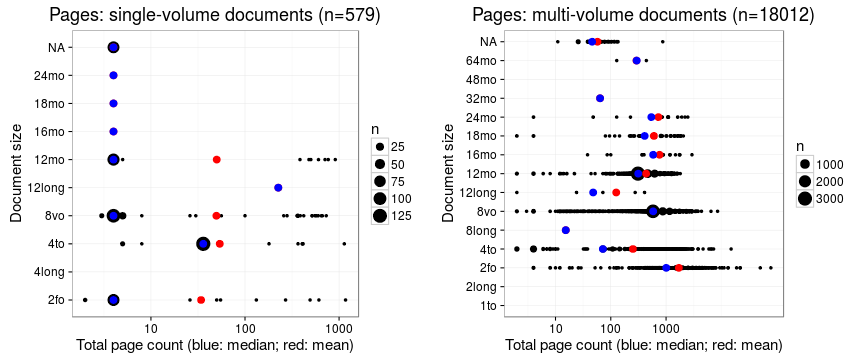 Pages: single-volume documents (n=579)
Document size
NA
24mo
18mo
16mo
12mo
12long
8vo
4to
4long
2fo
10
100
1000
Total page count (blue: median; red: mean)
n
25
50
75
100
125
Pages: multi-volume documents (n=18012)
Document size
NA
64mo
48mo
32mo
24mo
18mo
16mo
12mo
12long
8vo
8long
4to
2fo
2long
1to
10
100
1000
Total page count (blue: median; red: mean)
n
1000
2000
3000